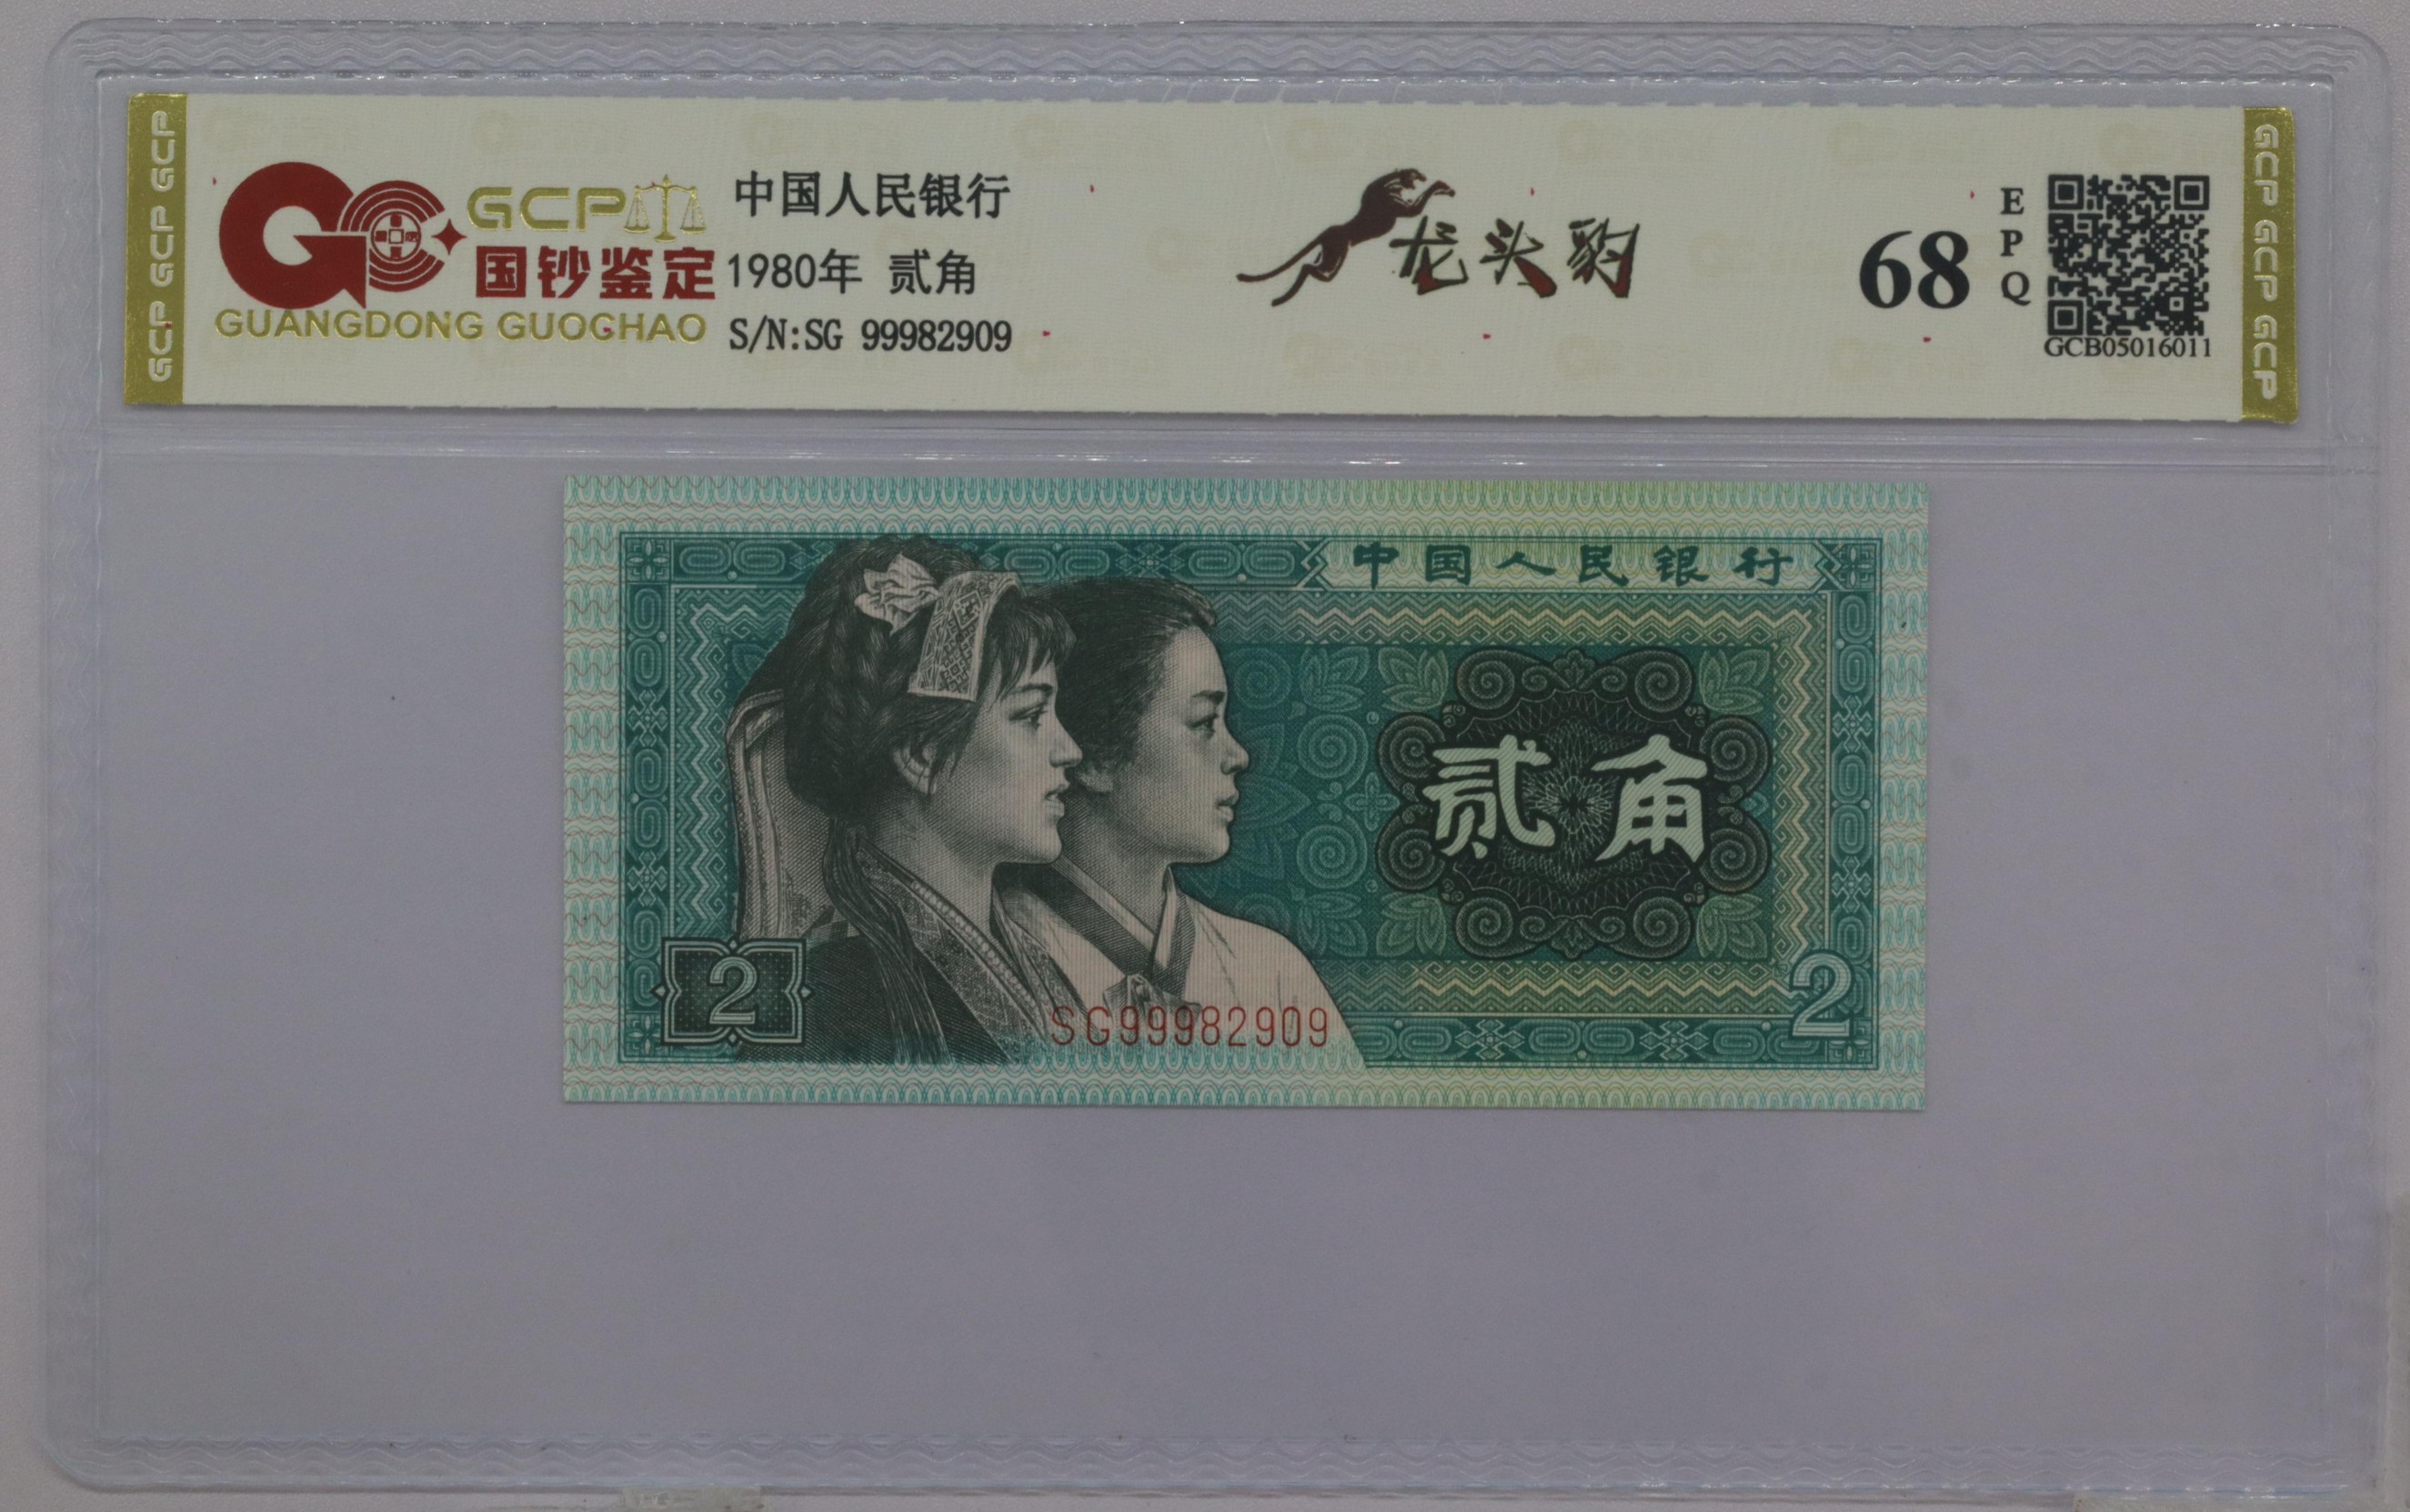 GCP GCP GCP
GCP
国钞鉴定
GUANGDONG GUOCHAO
中国人民银行
1980年 贰角
S/N:SG 99982909
龙头豹
68
EPQ
GCB05016011
GCP GCP GCP
中国人民银行
贰角
2
SG99982909
2